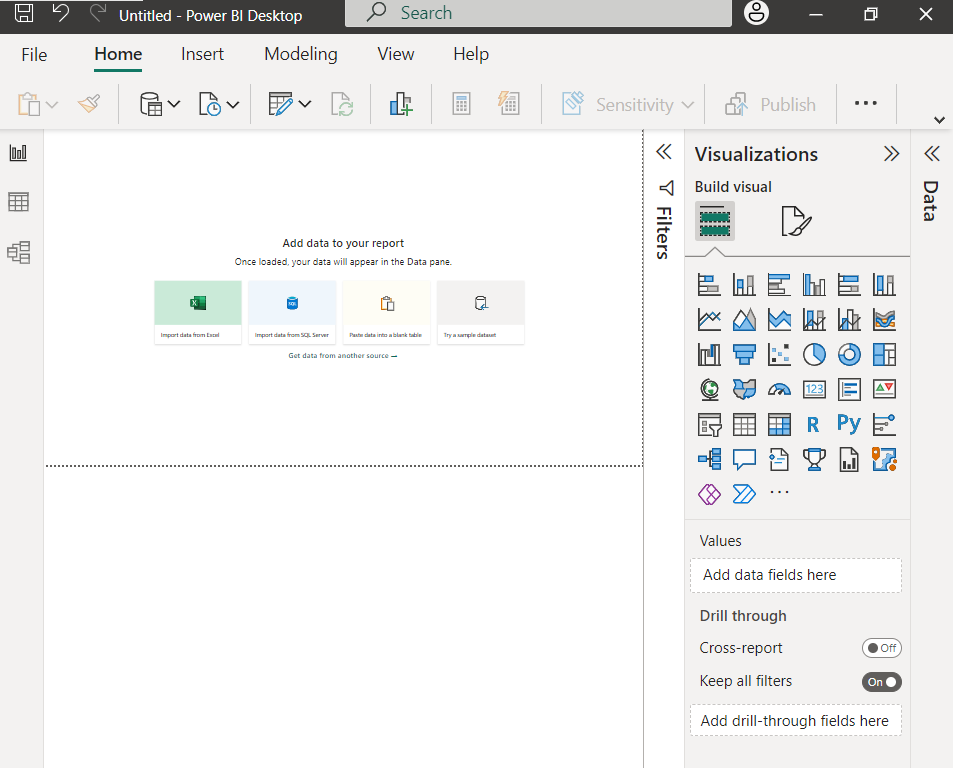 Untitled - Power BI Desktop
Search
File Home Insert Modeling View Help
Sensitivity
Publish
Filters
Visualizations
Build visual
Data
Add data to your report
Once loaded, your data will appear in the Data pane.
SQL
Import data from Excel
Import data from SQL Server
Paste data into a blank table
Try a sample dataset
Get data from another source →
123
R
Py
Values
Add data fields here
Drill through
Cross-report
Off
Keep all filters
On
Add drill-through fields here